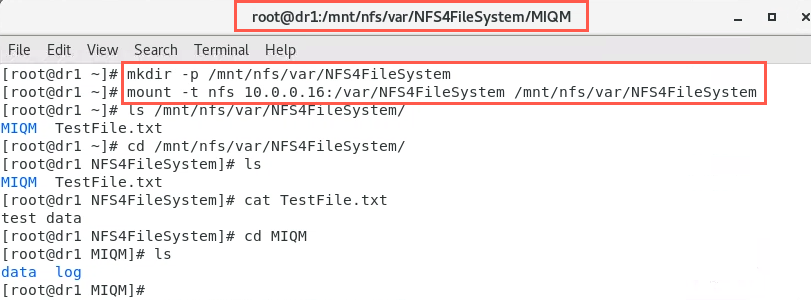 root@dr1:/mnt/nfs/var/NFS4FileSystem/MIQM
File Edit View Search Terminal Help
[root@dr1 ~]# mkdir -p /mnt/nfs/var/NFS4FileSystem
[root@dr1 ~]# mount -t nfs 10.0.0.16:/var/NFS4FileSystem /mnt/nfs/var/NFS4FileSystem
[root@dr1 ~]# ls /mnt/nfs/var/NFS4FileSystem/
MIQM  TestFile.txt
[root@dr1 ~]# cd /mnt/nfs/var/NFS4FileSystem/
[root@dr1 NFS4FileSystem]# ls
MIQM  TestFile.txt
[root@dr1 NFS4FileSystem]# cat TestFile.txt
test data
[root@dr1 NFS4FileSystem]# cd MIQM
[root@dr1 MIQM]# ls
data  log
[root@dr1 MIQM]#